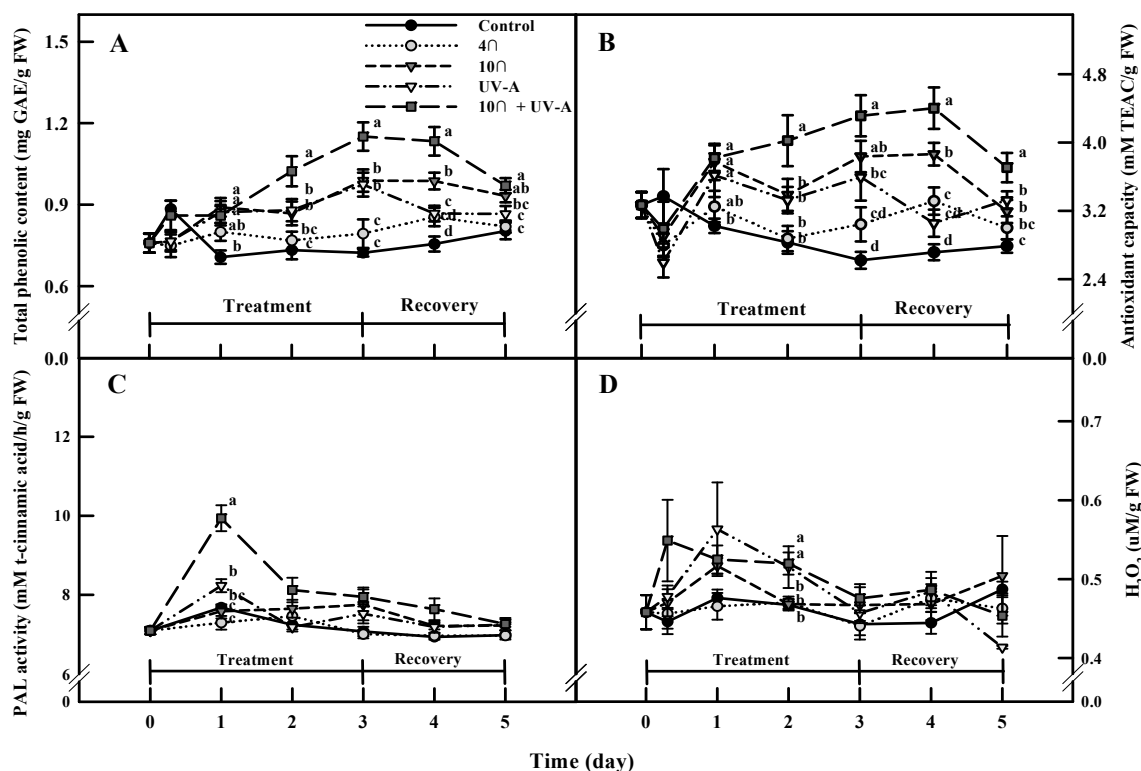 A
Control
4∩
10∩
UV-A
10∩ + UV-A
Total phenolic content (mg GAE/g FW)
1.5
1.2
0.9
0.6
0.0
a
a
a
a
a
a
a
b
b
b
b
b
c
c
c
b
cd
d
a
ab
bc
c
c
Treatment
Recovery
B
Antioxidant capacity (mM TEAC/g FW)
4.8
4.0
3.2
2.4
0.0
a
a
a
ab
b
a
b
b
b
b
a
ab
bc
cd
d
a
b
c
cd
d
a
b
b
bc
c
Treatment
Recovery
C
PAL activity (mM t-cinnamic acid/h/g FW)
12
10
8
6
0
a
b
bc
c
c
Treatment
Recovery
0
1
2
3
4
5
D
H₂O₂ (uM/g FW)
0.7
0.6
0.5
0.4
0.0
a
a
b
b
b
Treatment
Recovery
0
1
2
3
4
5
Time (day)